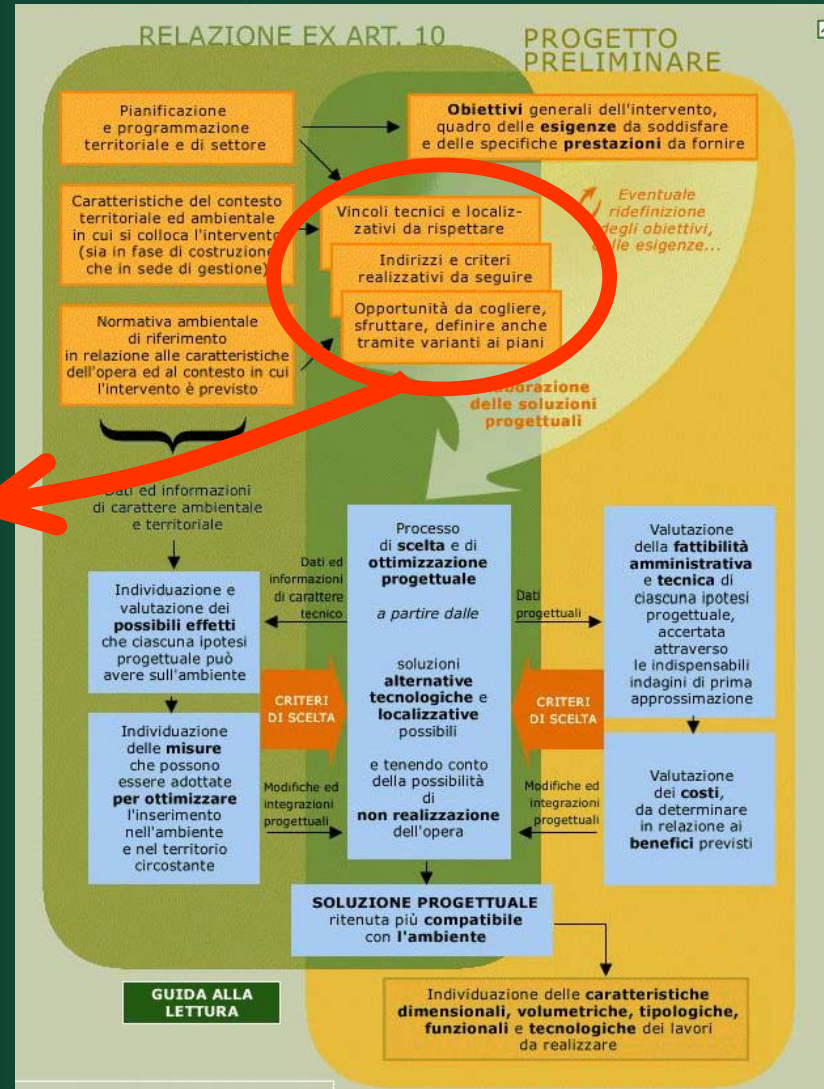 RELAZIONE EX ART. 10
PROGETTO
PRELIMINARE
Pianificazione
e programmazione
territoriale e di settore
Obiettivi generali dell'intervento,
quadro delle esigenze da soddisfare
e delle specifiche prestazioni da fornire
Caratteristiche del contesto
territoriale ed ambientale
in cui si colloca l'intervento
(sia in fase di costruzione
che in sede di gestione)
Vincoli tecnici e localiz-
zativi da rispettare
Indirizzi e criteri
realizzativi da seguire
Opportunità da cogliere,
sfruttare, definire anche
tramite varianti ai piani
Eventuale
ridefinizione
degli obiettivi,
esigenze...
Normativa ambientale
di riferimento
in relazione alle caratteristiche
dell'opera ed al contesto in cui
l'intervento è previsto
delle soluzioni
progettuali
Dati ed informazioni
di carattere ambientale
e territoriale
Individuazione e
valutazione dei
possibili effetti
che ciascuna ipotesi
progettuale può
avere sull'ambiente
Dati ed
informazioni
di carattere
tecnico
Processo
di scelta e di
ottimizzazione
progettuale
a partire dalle
soluzioni
alternative
tecnologiche e
localizzative
possibili
e tenendo conto
della possibilità
di
non realizzazione
dell'opera
Dati
progettuali
Valutazione
della fattibilità
amministrativa
e tecnica di
ciascuna ipotesi
progettuale,
accertata
attraverso
le indispensabili
indagini di prima
approssimazione
CRITERI
DI SCELTA
CRITERI
DI SCELTA
Individuazione
delle misure
che possono
essere adottate
per ottimizzare
l'inserimento
nell'ambiente
e nel territorio
circostante
Modifiche ed
integrazioni
progettuali
Modifiche ed
integrazioni
progettuali
Valutazione
dei costi,
da determinare
in relazione ai
benefici previsti
SOLUZIONE PROGETTUALE
ritenuta più compatibile
con l'ambiente
GUIDA ALLA
LETTURA
Individuazione delle caratteristiche
dimensionali, volumetriche, tipologiche,
funzionali e tecnologiche dei lavori
da realizzare